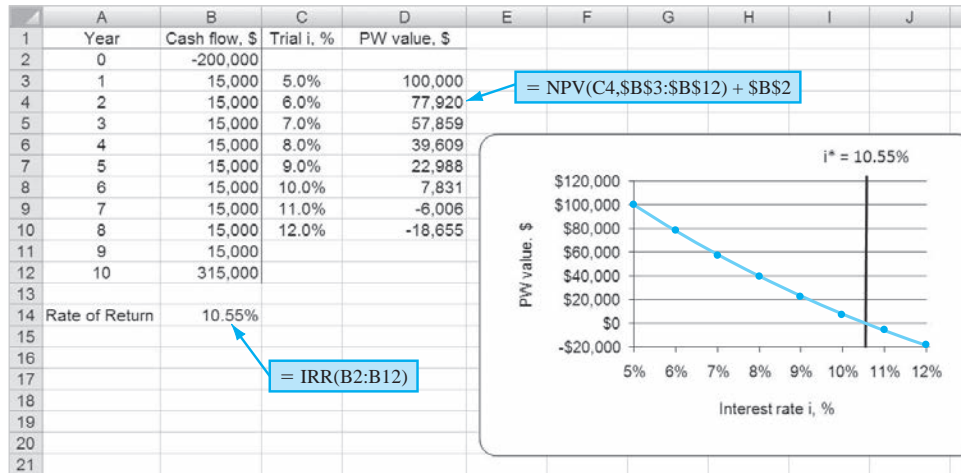 A B C D E F G H I J
1 Year Cash flow, $ Trial i, % PW value, $
2 0 -200,000
3 1 15,000 5.0% 100,000
4 2 15,000 6.0% 77,920
= NPV(C4,$B$3:$B$12) + $B$2
5 3 15,000 7.0% 57,859
6 4 15,000 8.0% 39,609
7 5 15,000 9.0% 22,988
8 6 15,000 10.0% 7,831
9 7 15,000 11.0% -6,006
10 8 15,000 12.0% -18,655
11 9 15,000
12 10 315,000
13
14 Rate of Return 10.55%
15
16
17
= IRR(B2:B12)
18
19
20
21
i* = 10.55%
$120,000
$100,000
$80,000
$60,000
$40,000
$20,000
$0
-$20,000
PW value, $
5% 6% 7% 8% 9% 10% 11% 12%
Interest rate i, %